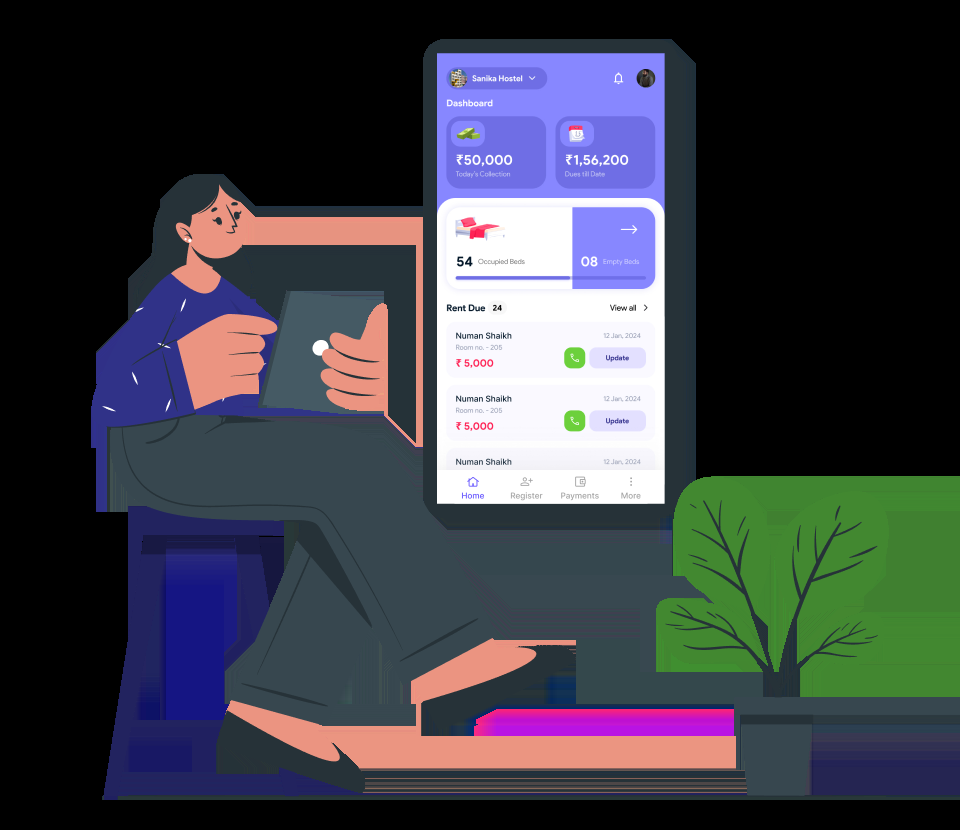 Sanika Hostel
Dashboard
₹50,000
Today's Collection
₹1,56,200
Dues till Date
54 Occupied Beds
08 Empty Beds
Rent Due 24 View all
Numan Shaikh 12 Jan, 2024
Room no. - 205
₹ 5,000 Update
Numan Shaikh 12 Jan, 2024
Room no. - 205
₹ 5,000 Update
Numan Shaikh 12 Jan, 2024
Home Register Payments More